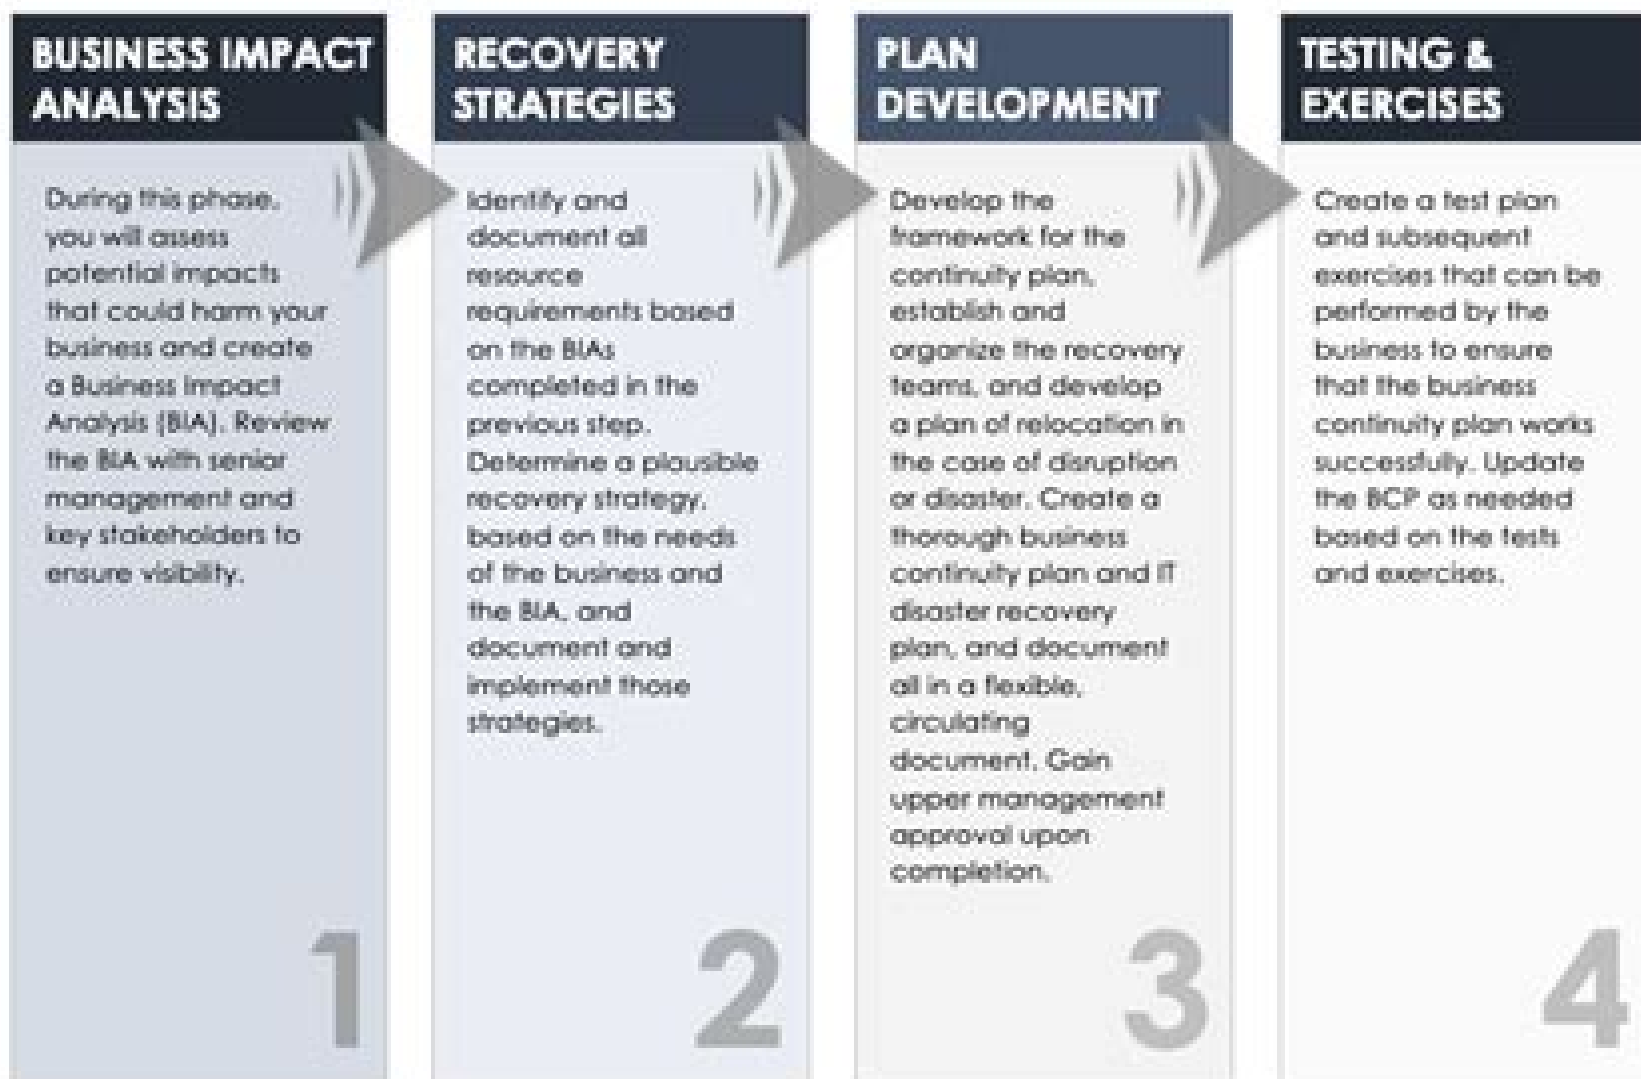 BUSINESS IMPACT
ANALYSIS
During this phase,
you will assess
potential impacts
that could harm your
business and create
a Business Impact
Analysis (BIA). Review
the BIA with senior
management and
key stakeholders to
ensure visibility.
1
RECOVERY
STRATEGIES
Identify and
document all
resource
requirements based
on the BIAs
completed in the
previous step.
Determine a plausible
recovery strategy,
based on the needs
of the business and
the BIA, and
document and
implement those
strategies.
2
PLAN
DEVELOPMENT
Develop the
framework for the
continuity plan,
establish and
organize the recovery
teams, and develop
a plan of relocation in
the case of disruption
or disaster. Create a
thorough business
continuity plan and IT
disaster recovery
plan, and document
all in a flexible,
circulating
document. Gain
upper management
approval upon
completion.
3
TESTING &
EXERCISES
Create a test plan
and subsequent
exercises that can be
performed by the
business to ensure
that the business
continuity plan works
successfully. Update
the BCP as needed
based on the tests
and exercises.
4